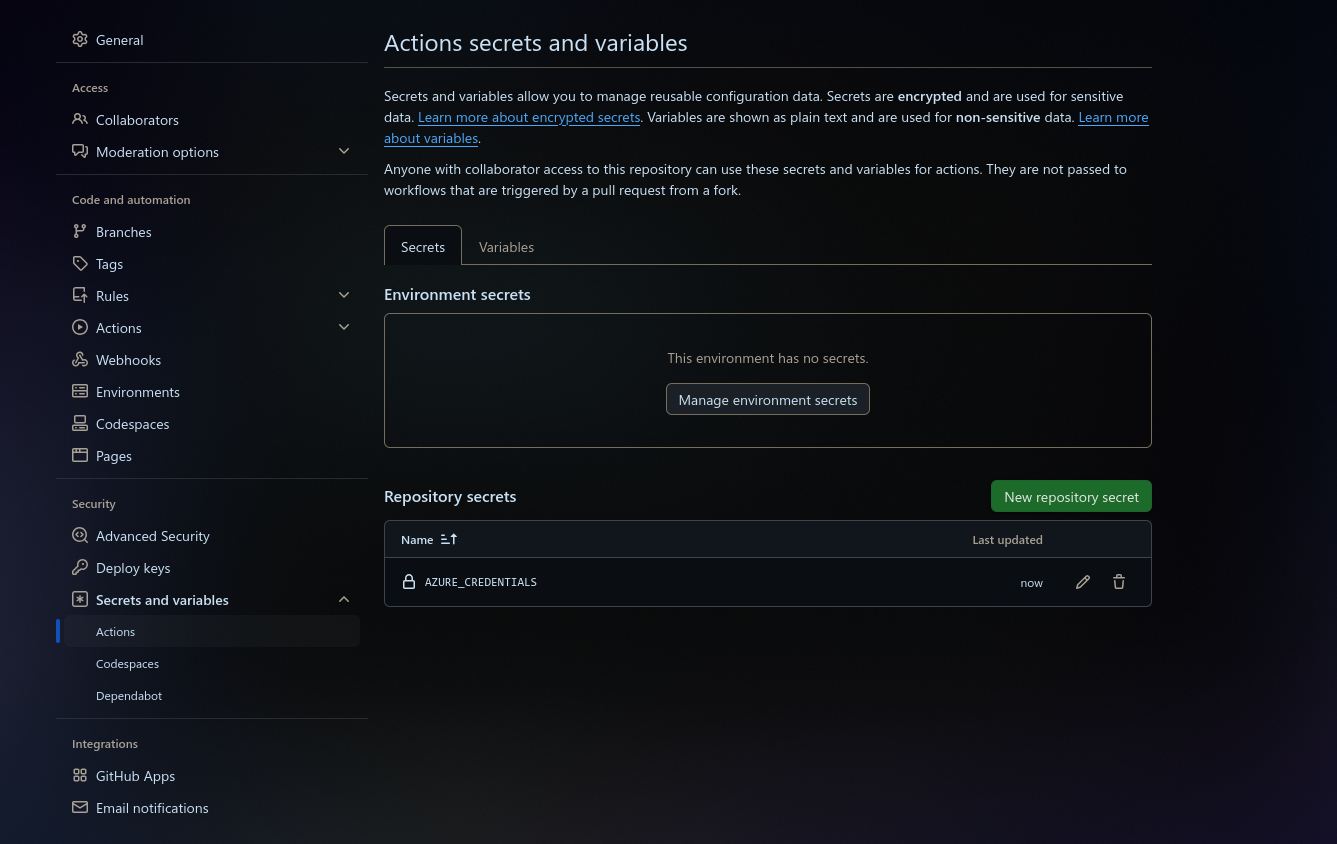 General
Access
Collaborators
Moderation options
Code and automation
Branches
Tags
Rules
Actions
Webhooks
Environments
Codespaces
Pages
Security
Advanced Security
Deploy keys
Secrets and variables
Actions
Codespaces
Dependabot
Integrations
GitHub Apps
Email notifications
Actions secrets and variables
Secrets and variables allow you to manage reusable configuration data. Secrets are encrypted and are used for sensitive
data. Learn more about encrypted secrets. Variables are shown as plain text and are used for non-sensitive data. Learn more
about variables.
Anyone with collaborator access to this repository can use these secrets and variables for actions. They are not passed to
workflows that are triggered by a pull request from a fork.
Secrets Variables
Environment secrets
This environment has no secrets.
Manage environment secrets
Repository secrets New repository secret
Name Last updated
AZURE_CREDENTIALS now